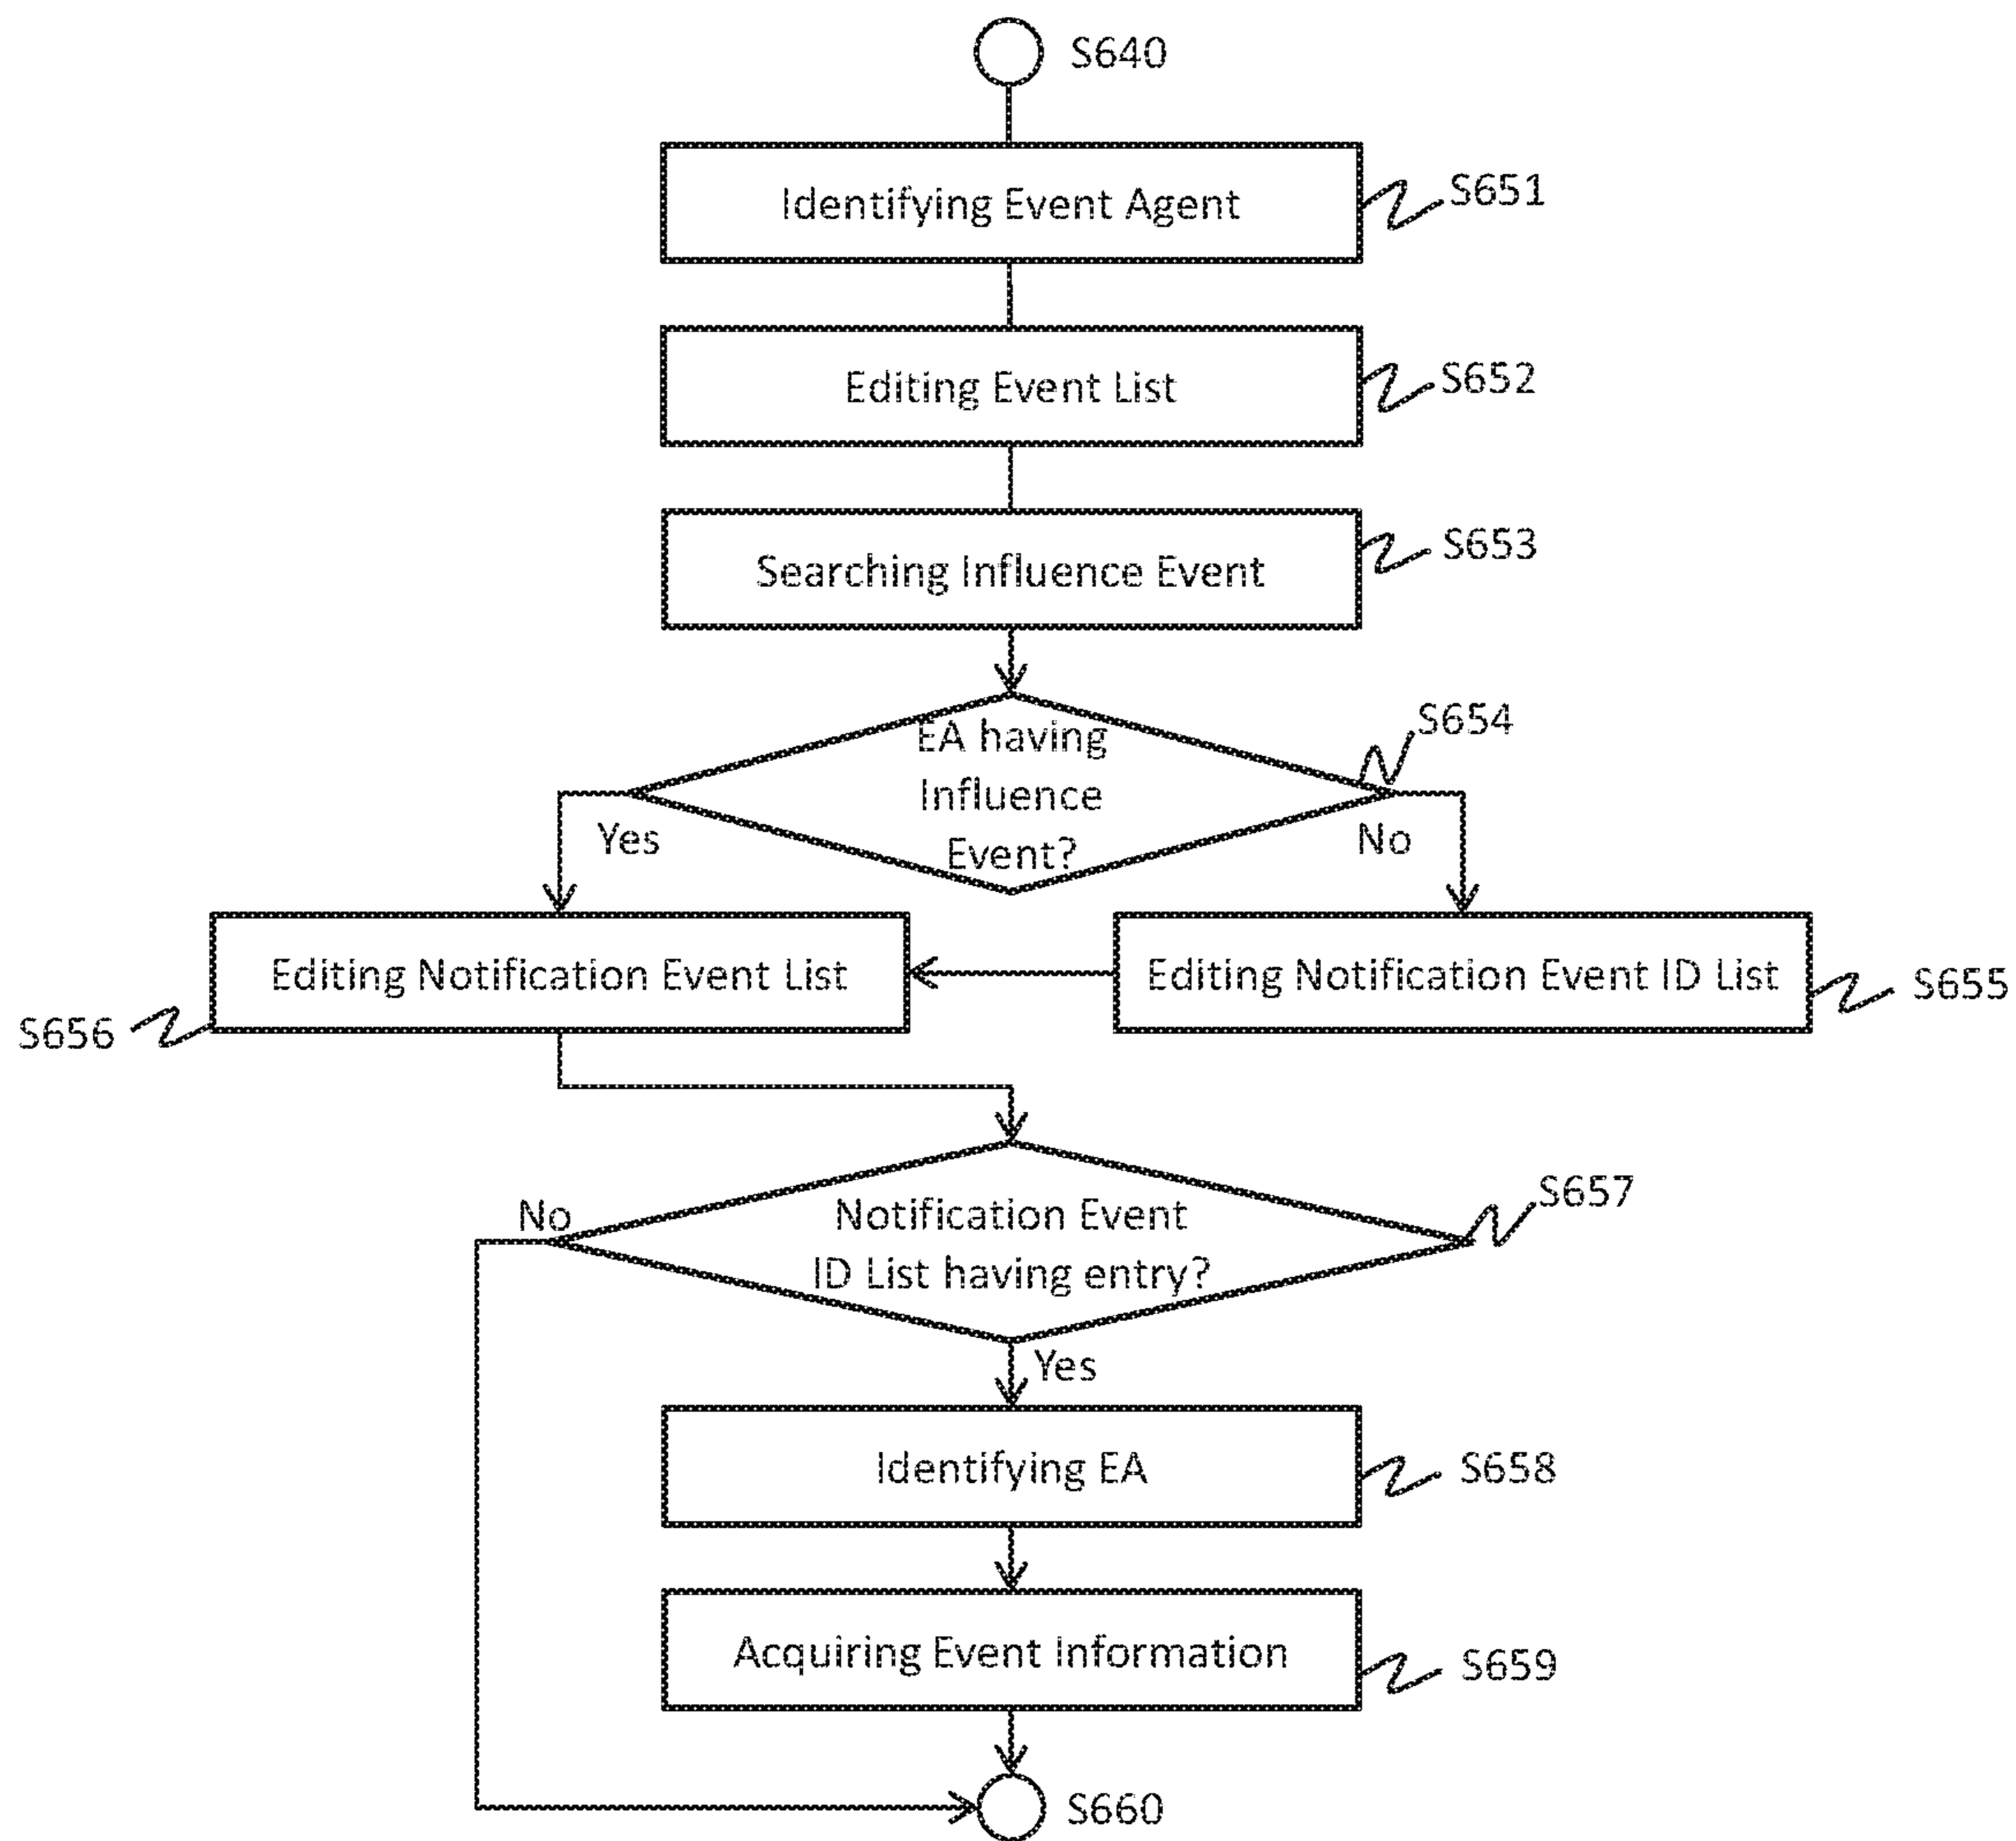 S640
Identifying Event Agent
S651
Editing Event List
S652
Searching Influence Event
S653
EA having
Influence
Event?
S654
Yes
No
Editing Notification Event List
Editing Notification Event ID List
S655
S656
No
Notification Event
ID List having entry?
S657
Yes
Identifying EA
S658
Acquiring Event Information
S659
S660